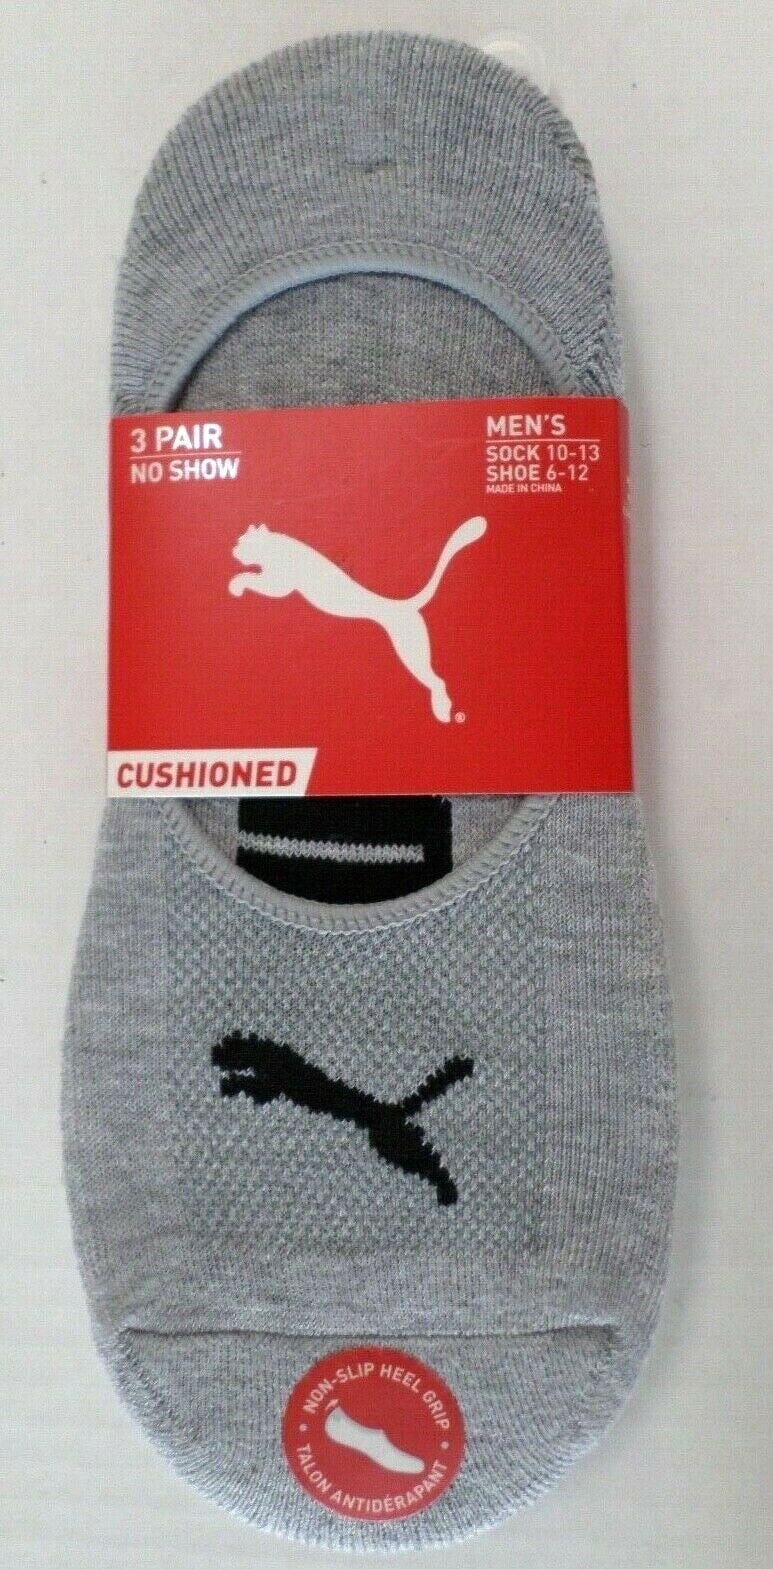 3 PAIR
NO SHOW
MEN'S
SOCK 10-13
SHOE 6-12
MADE IN CHINA
®
CUSHIONED
• NON-SLIP HEEL GRIP •
TALON ANTIDÉRAPANT